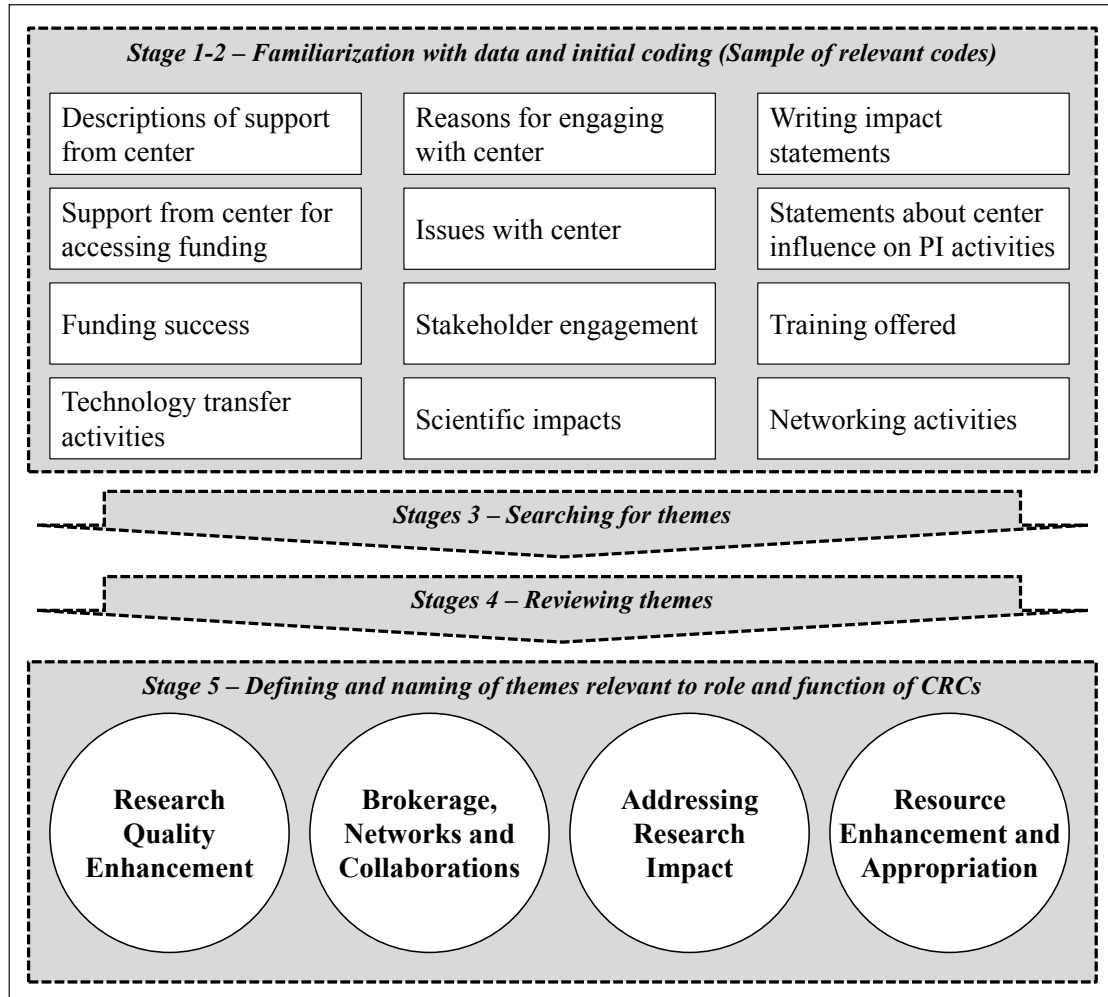 Stage 1-2 – Familiarization with data and initial coding (Sample of relevant codes)
Descriptions of support
from center
Reasons for engaging
with center
Writing impact
statements
Support from center for
accessing funding
Issues with center
Statements about center
influence on PI activities
Funding success
Stakeholder engagement
Training offered
Technology transfer
activities
Scientific impacts
Networking activities
Stages 3 – Searching for themes
Stages 4 – Reviewing themes
Stage 5 – Defining and naming of themes relevant to role and function of CRCs
Research
Quality
Enhancement
Brokerage,
Networks and
Collaborations
Addressing
Research
Impact
Resource
Enhancement and
Appropriation